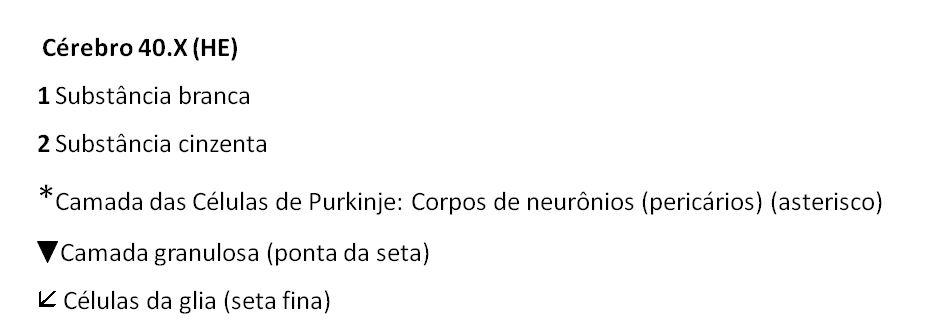 Cérebro 40.X (HE)
1 Substância branca
2 Substância cinzenta
*Camada das Células de Purkinje: Corpos de neurônios (pericários) (asterisco)
▼Camada granulosa (ponta da seta)
↙ Células da glia (seta fina)